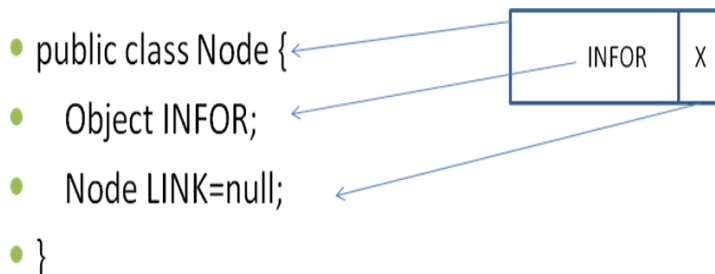 public class Node {
INFOR X
Object INFOR;
Node LINK=null;
}